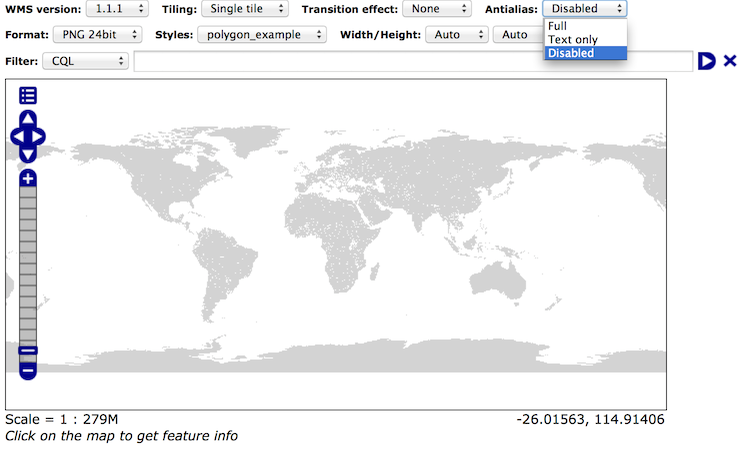 WMS version: 1.1.1 Tiling: Single tile Transition effect: None Antialias: Disabled
Full
Text only
Disabled
Format: PNG 24bit Styles: polygon_example Width/Height: Auto Auto
Filter: CQL
Scale = 1 : 279M -26.01563, 114.91406
Click on the map to get feature info